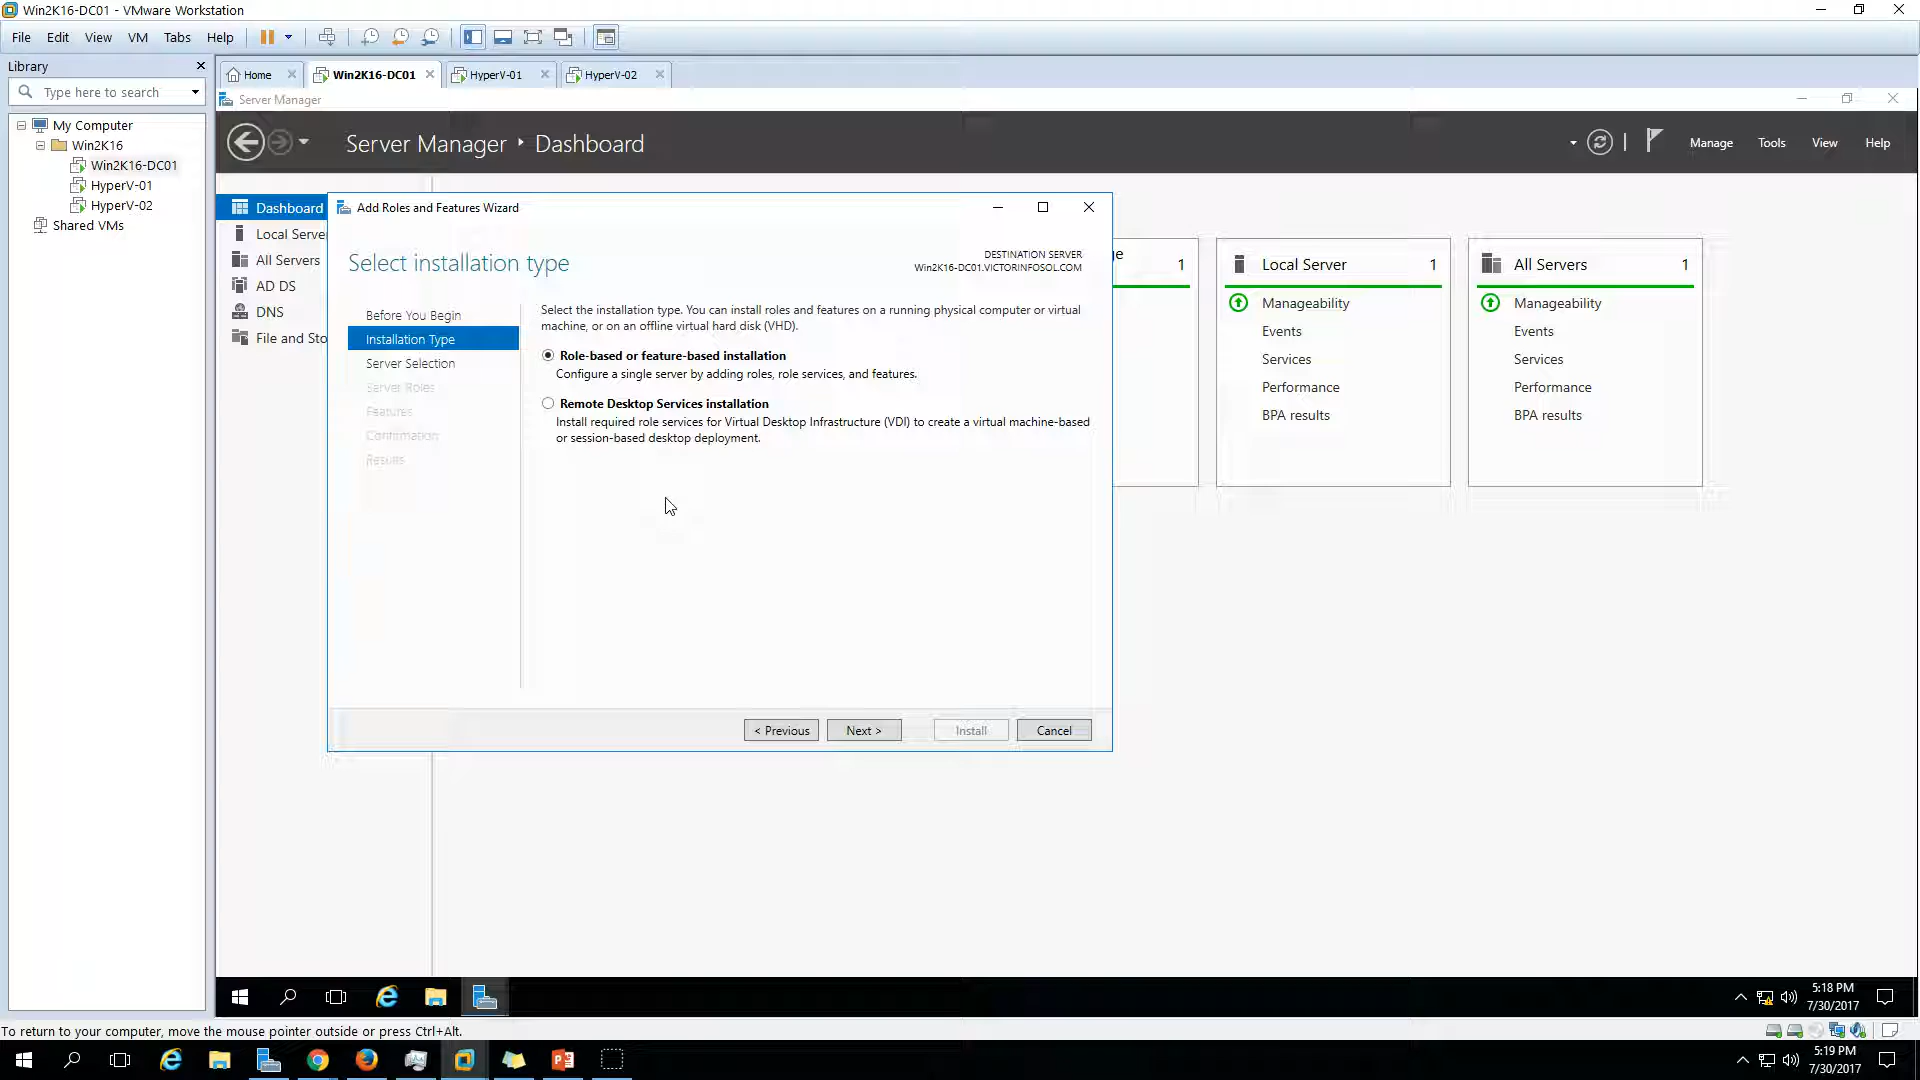 Win2K16-DC01 - VMware Workstation
File Edit View VM Tabs Help
Library
Type here to search
My Computer
Win2K16
Win2K16-DC01
HyperV-01
HyperV-02
Shared VMs
Home
Win2K16-DC01
HyperV-01
HyperV-02
Server Manager
Server Manager Dashboard
Manage Tools View Help
Dashboard
Local Serve
All Servers
AD DS
DNS
File and Sto
Add Roles and Features Wizard
Select installation type
DESTINATION SERVER
Win2K16-DC01.VICTORINFOSOL.COM
Before You Begin
Installation Type
Server Selection
Server Roles
Features
Confirmation
Results
Select the installation type. You can install roles and features on a running physical computer or virtual
machine, or on an offline virtual hard disk (VHD).
Role-based or feature-based installation
Configure a single server by adding roles, role services, and features.
Remote Desktop Services installation
Install required role services for Virtual Desktop Infrastructure (VDI) to create a virtual machine-based
or session-based desktop deployment.
< Previous Next > Install Cancel
ge 1
Local Server 1
Manageability
Events
Services
Performance
BPA results
All Servers 1
Manageability
Events
Services
Performance
BPA results
5:18 PM
7/30/2017
To return to your computer, move the mouse pointer outside or press Ctrl+Alt.
5:19 PM
7/30/2017